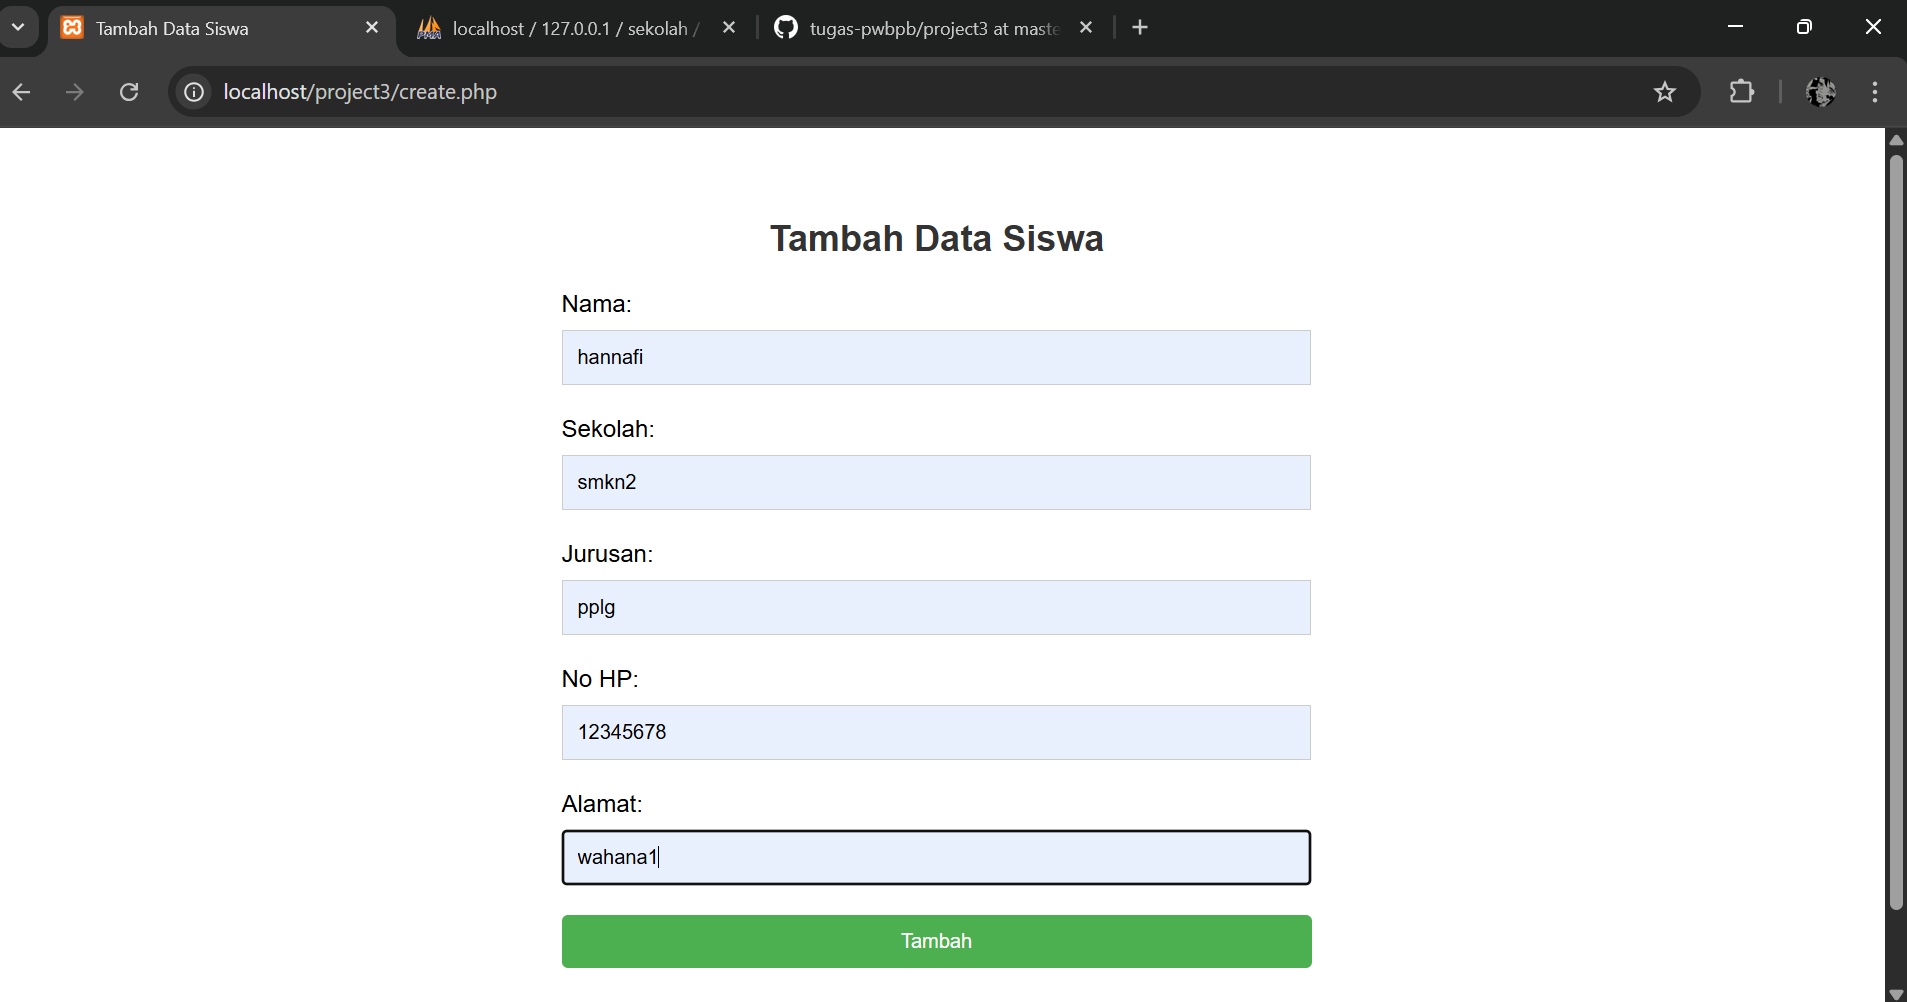 Tambah Data Siswa
localhost / 127.0.0.1 / sekolah /
tugas-pwbpb/project3 at maste
localhost/project3/create.php
Tambah Data Siswa
Nama:
hannafi
Sekolah:
smkn2
Jurusan:
pplg
No HP:
12345678
Alamat:
wahana1
Tambah